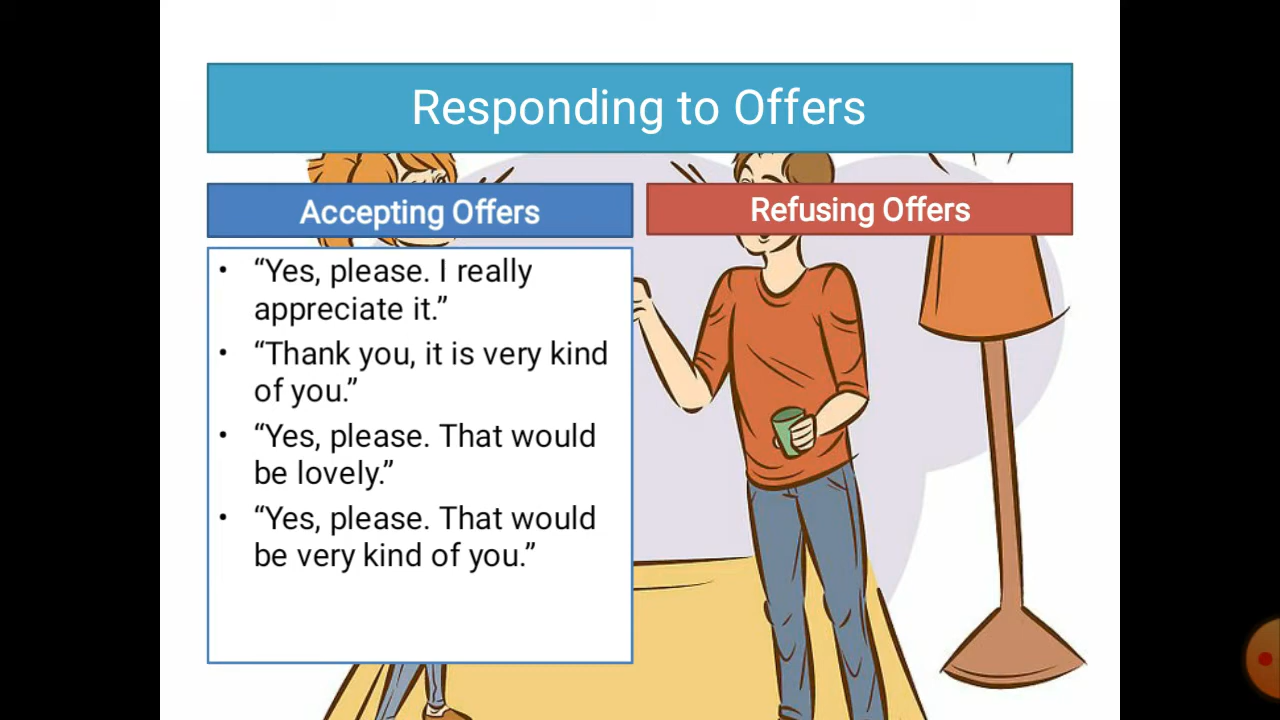 Responding to Offers
Accepting Offers
Refusing Offers
• “Yes, please. I really
appreciate it.”
• “Thank you, it is very kind
of you.”
• “Yes, please. That would
be lovely.”
• “Yes, please. That would
be very kind of you.”